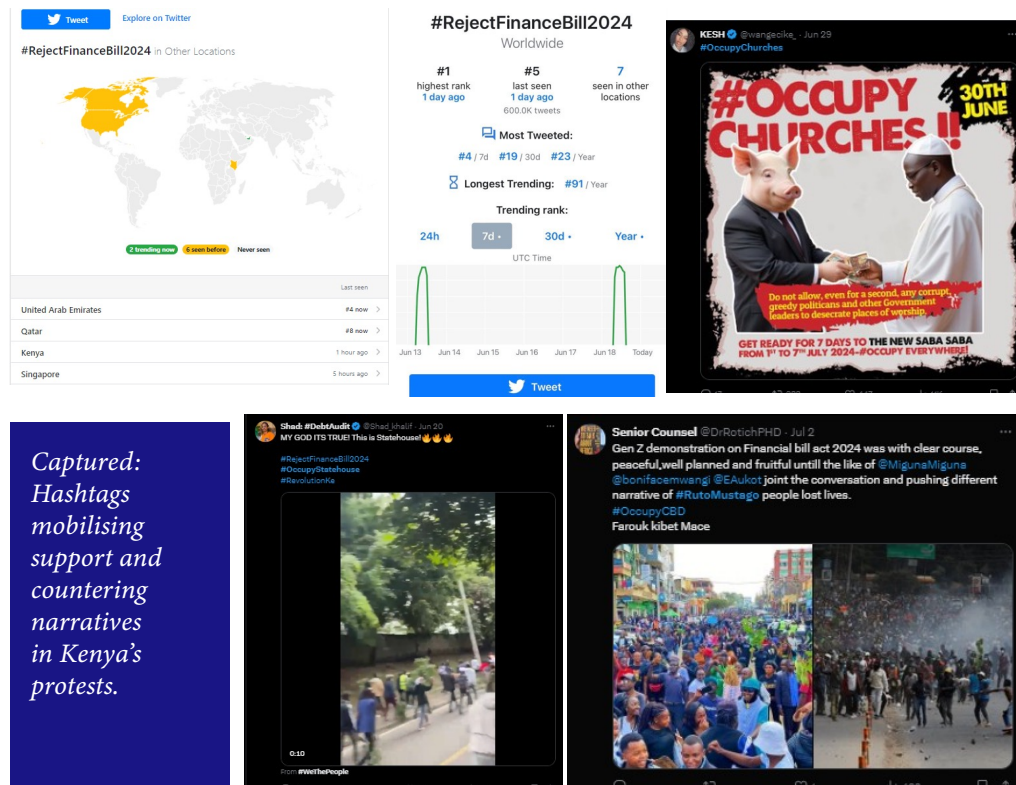 Tweet
Explore on Twitter
#RejectFinanceBill2024 in Other Locations
2 trending now
6 seen before
Never seen
Last seen
United Arab Emirates #4 now
Qatar #8 now
Kenya 1 hour ago
Singapore 5 hours ago
#RejectFinanceBill2024
Worldwide
#1 #5 7
highest rank last seen seen in other
1 day ago 1 day ago locations
600.0K tweets
Most Tweeted:
#4 / 7d #19 / 30d #23 / Year
Longest Trending: #91 / Year
Trending rank:
24h 7d • 30d • Year •
UTC Time
Jun 13 Jun 14 Jun 15 Jun 16 Jun 17 Jun 18 Today
Tweet
KESH @wangecike_ · Jun 29
#OccupyChurches
#OCCUPY
CHURCHES !!
30TH
JUNE
Do not allow, even for a second, any corrupt,
greedy politicans and other Government
leaders to desecrate places of worship.
GET READY FOR 7 DAYS TO THE NEW SABA SABA
FROM 1ST TO 7TH JULY 2024-#OCCUPY EVERYWHERE!
Captured:
Hashtags
mobilising
support and
countering
narratives
in Kenya's
protests.
Shad: #DebtAudit @Shad_khalif · Jun 20
MY GOD ITS TRUE! This is Statehouse!🔥🔥🔥
#RejectFinanceBill2024
#OccupyStatehouse
#RevolutionKe
0:10
From #WeThePeople
Senior Counsel @DrRotichPHD · Jul 2
Gen Z demonstration on Financial bill act 2024 was with clear course,
peaceful,well planned and fruitful untill the like of @MigunaMiguna
@bonifacemwangi @EAukot joint the conversation and pushing different
narrative of #RutoMustago people lost lives.
#OccupyCBD
Farouk kibet Mace